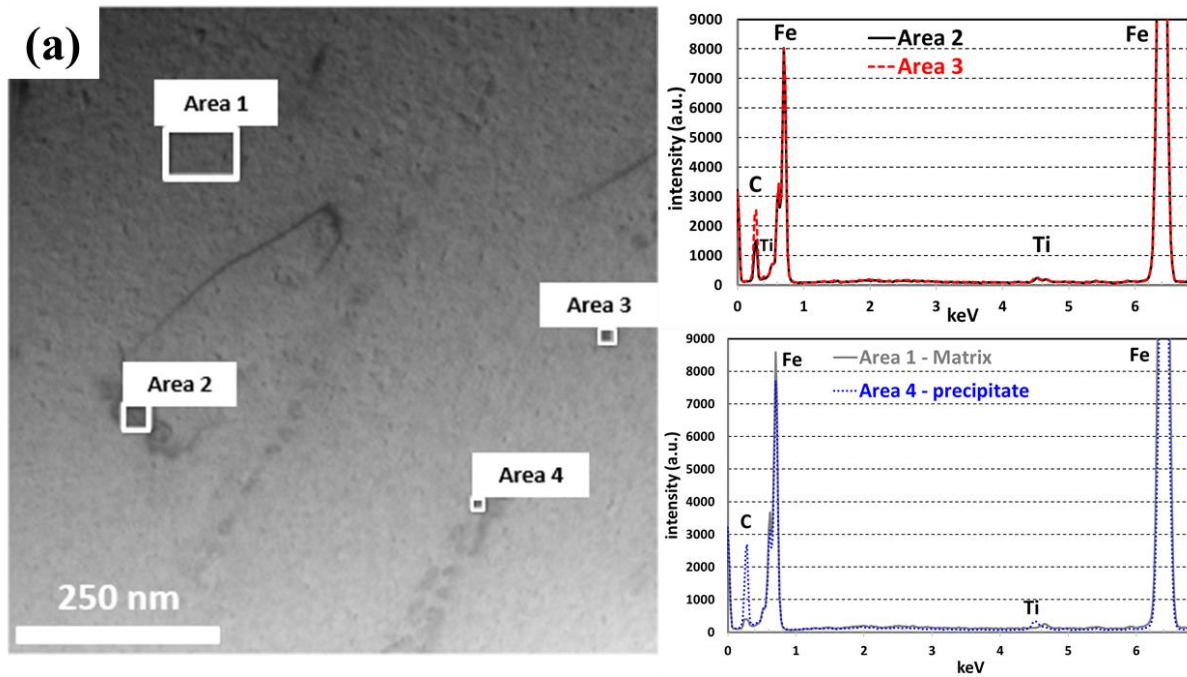 (a)
Area 1
Area 2
Area 3
Area 4
250 nm
9000
8000
7000
6000
5000
4000
3000
2000
1000
0
intensity (a.u.)
Fe
Area 2
Area 3
Fe
C
Ti
Ti
0 1 2 3 4 5 6
keV
9000
8000
7000
6000
5000
4000
3000
2000
1000
0
intensity (a.u.)
Fe
Area 1 - Matrix
Area 4 - precipitate
Fe
C
Ti
0 1 2 3 4 5 6
keV